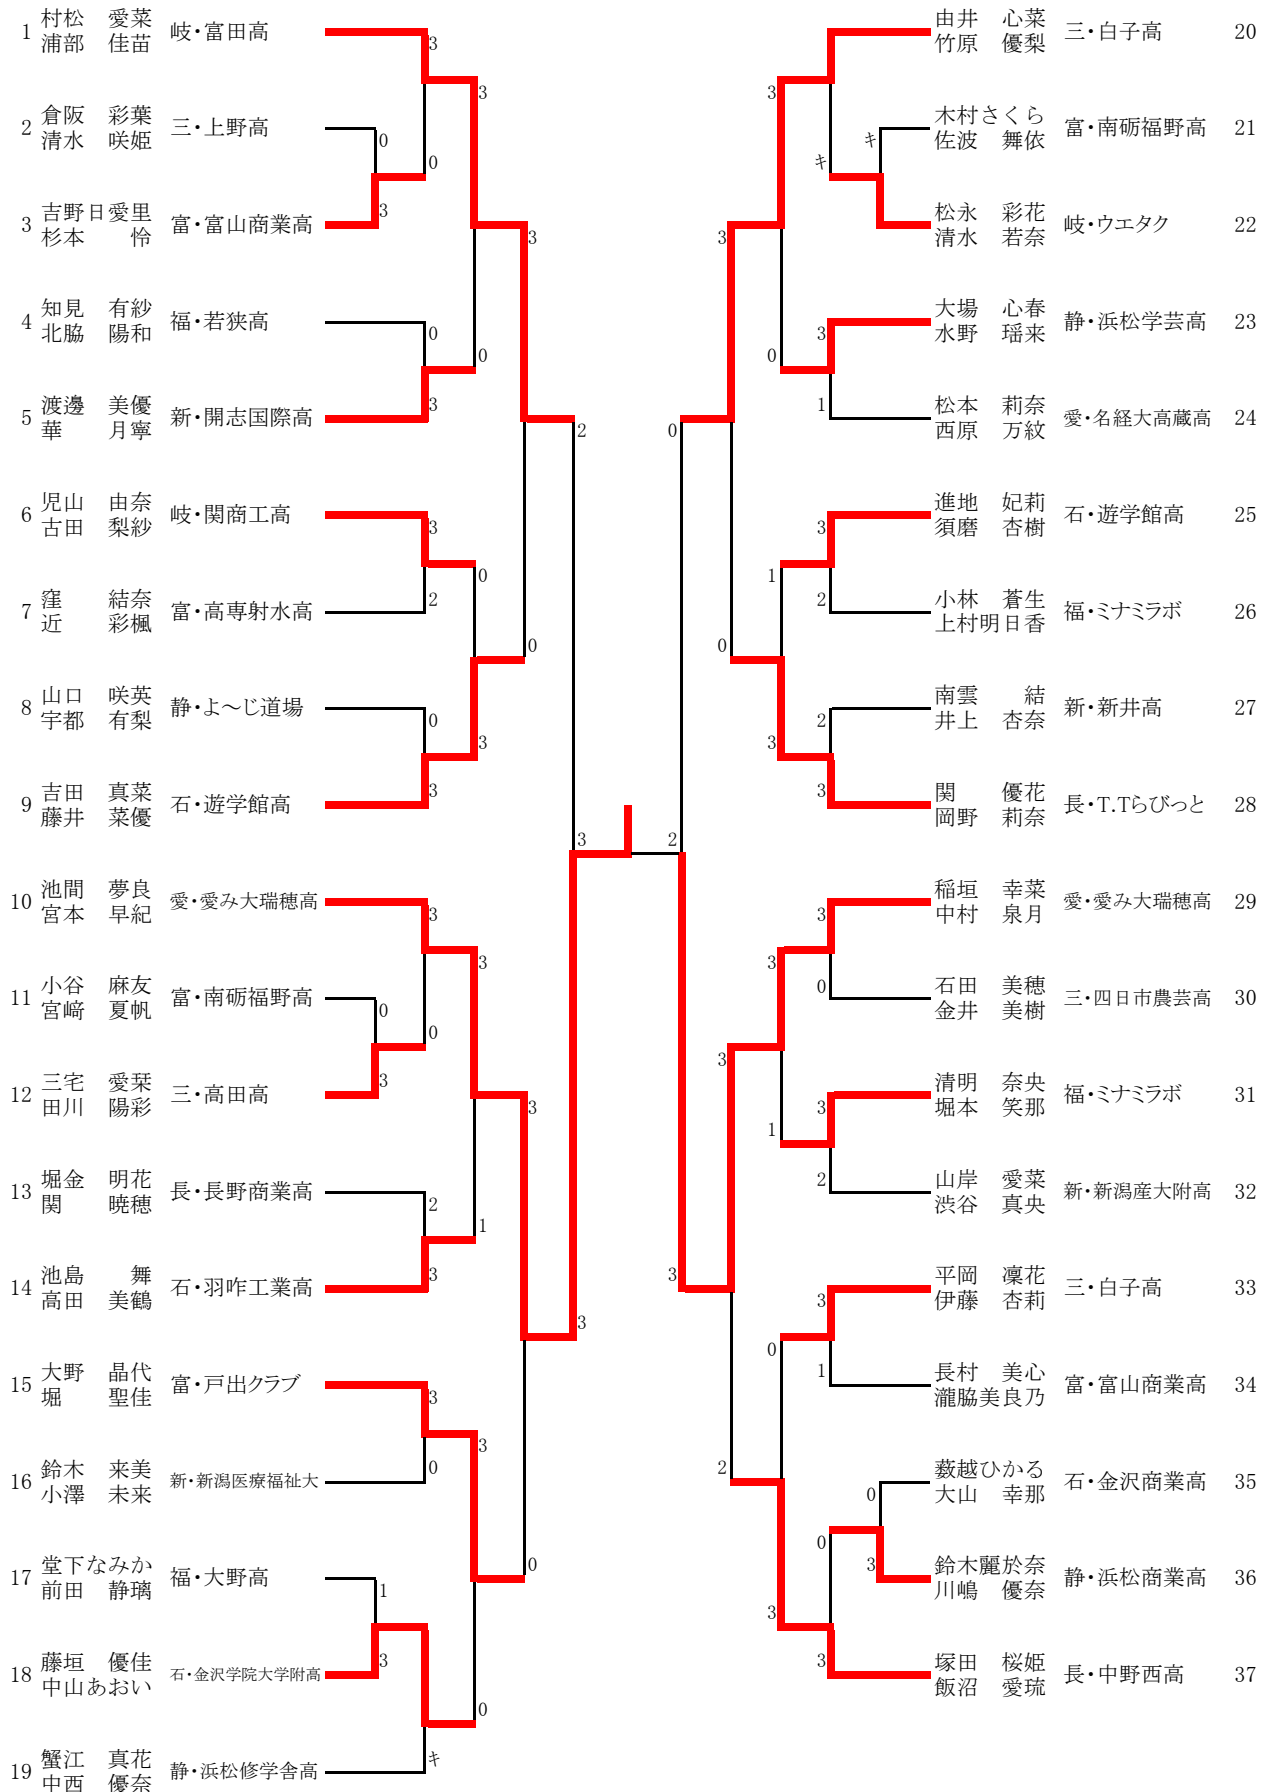 村松　愛菜
1 岐・富田高
浦部　佳苗
倉阪　彩葉
2 三・上野高
清水　咲姫
吉野日愛里
3 富・富山商業高
杉本　怜
知見　有紗
4 福・若狭高
北脇　陽和
渡邊　美優
5 新・開志国際高
華　月寧
児山　由奈
6 岐・関商工高
古田　梨紗
窪　結奈
7 富・高専射水高
近　彩楓
山口　咲英
8 静・よ～じ道場
宇都　有梨
吉田　真菜
9 石・遊学館高
藤井　菜優
池間　夢良
10 愛・愛み大瑞穂高
宮本　早紀
小谷　麻友
11 富・南砺福野高
宮﨑　夏帆
三宅　愛栞
12 三・高田高
田川　陽彩
堀金　明花
13 長・長野商業高
関　暁穂
池島　舞
14 石・羽咋工業高
高田　美鶴
大野　晶代
15 富・戸出クラブ
堀　聖佳
鈴木　来美
16 新・新潟医療福祉大
小澤　未来
堂下なみか
17 福・大野高
前田　静璃
藤垣　優佳
18 石・金沢学院大学附高
中山あおい
蟹江　真花
19 静・浜松修学舎高
中西　優奈
3
0
3
0
3
0
0
3
3
3
2
0
0
3
3
0
2
3
0
3
0
3
2
3
1
3
3
3
0
3
1
3
0
キ
0
3
3
由井　心菜
三・白子高 20
竹原　優梨
木村さくら
富・南砺福野高 21
佐波　舞依
松永　彩花
岐・ウエタク 22
清水　若奈
大場　心春
静・浜松学芸高 23
水野　瑶来
松本　莉奈
愛・名経大高蔵高 24
西原　万紋
進地　妃莉
石・遊学館高 25
須磨　杏樹
小林　蒼生
福・ミナミラボ 26
上村明日香
南雲　結
新・新井高 27
井上　杏奈
関　優花
長・T.Tらびっと 28
岡野　莉奈
稲垣　幸菜
愛・愛み大瑞穂高 29
中村　泉月
石田　美穂
三・四日市農芸高 30
金井　美樹
清明　奈央
福・ミナミラボ 31
堀本　笑那
山岸　愛菜
新・新潟産大附高 32
渋谷　真央
平岡　凜花
三・白子高 33
伊藤　杏莉
長村　美心
富・富山商業高 34
瀧脇美良乃
薮越ひかる
石・金沢商業高 35
大山　幸那
鈴木麗於奈
静・浜松商業高 36
川嶋　優奈
塚田　桜姫
長・中野西高 37
飯沼　愛琉
3
キ
キ
3
3
0
1
0
3
1
2
0
2
3
3
2
3
3
0
3
3
1
2
3
3
0
1
2
0
0
3
3
3